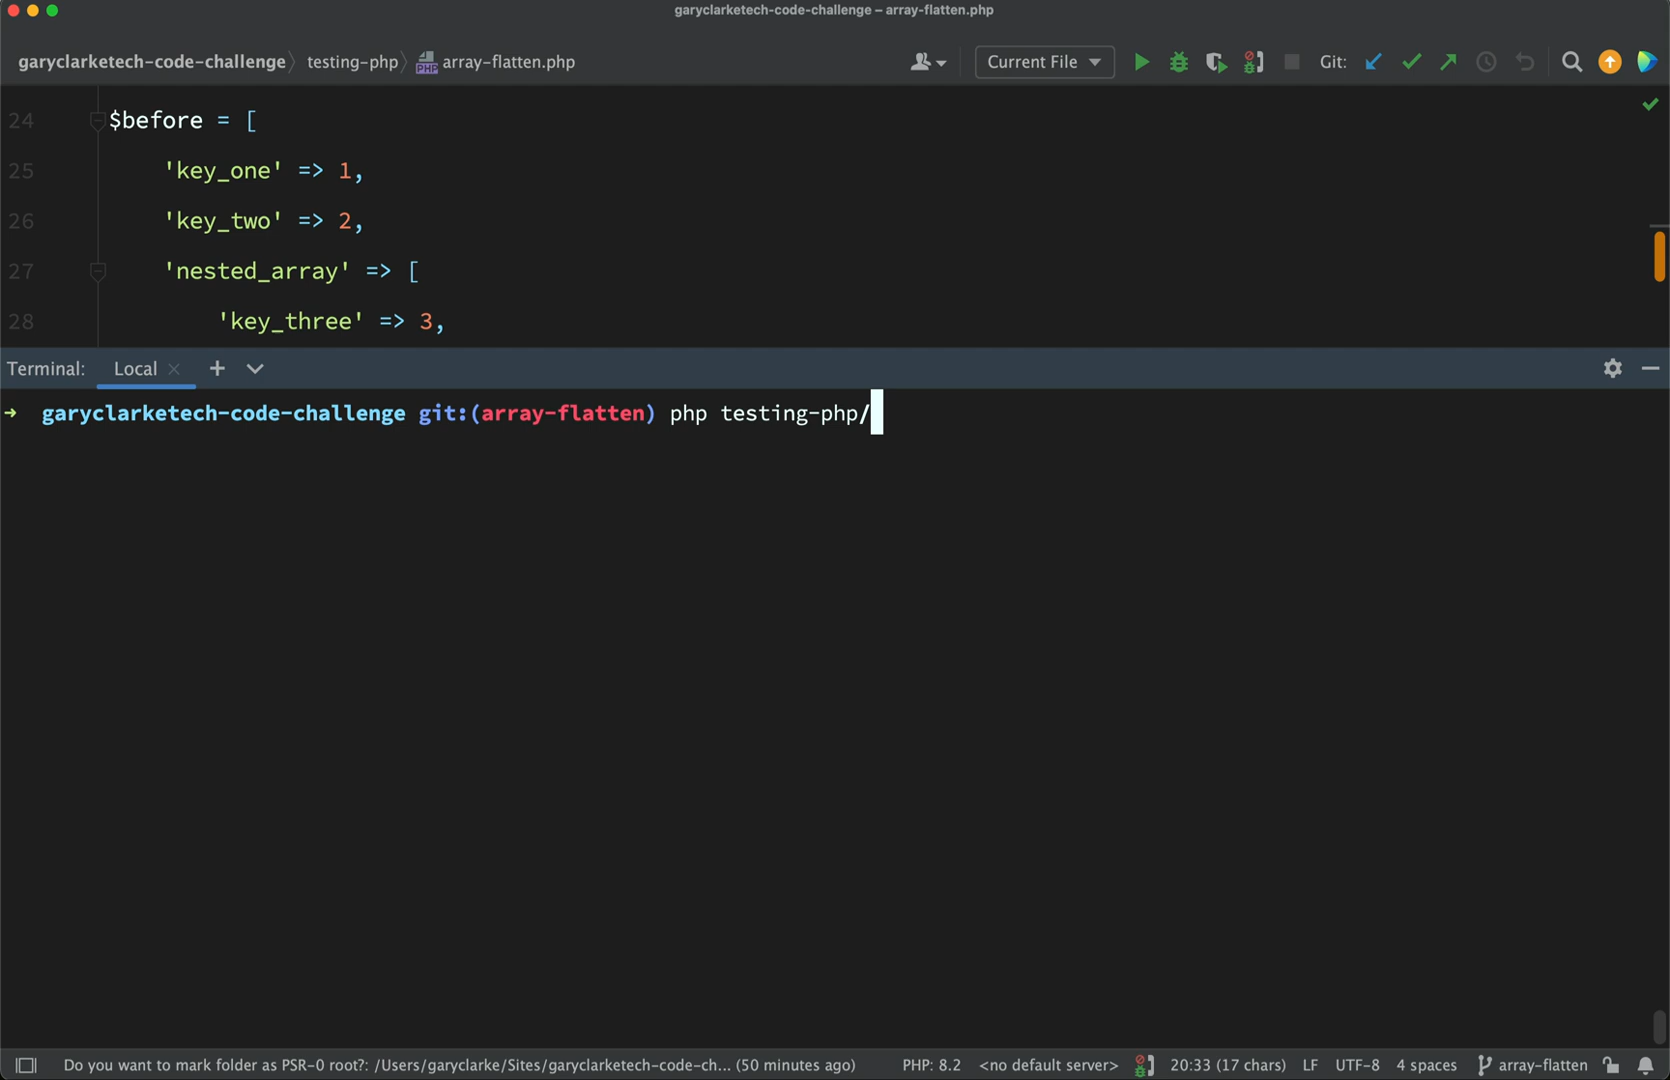 garyclarketech-code-challenge – array-flatten.php
garyclarketech-code-challenge testing-php PHP array-flatten.php Current File Git:
24 $before = [
25 'key_one' => 1,
26 'key_two' => 2,
27 'nested_array' => [
28 'key_three' => 3,
Terminal: Local
garyclarketech-code-challenge git:(array-flatten) php testing-php/
Do you want to mark folder as PSR-0 root?: /Users/garyclarke/Sites/garyclarketech-code-ch... (50 minutes ago) PHP: 8.2 <no default server> 20:33 (17 chars) LF UTF-8 4 spaces array-flatten